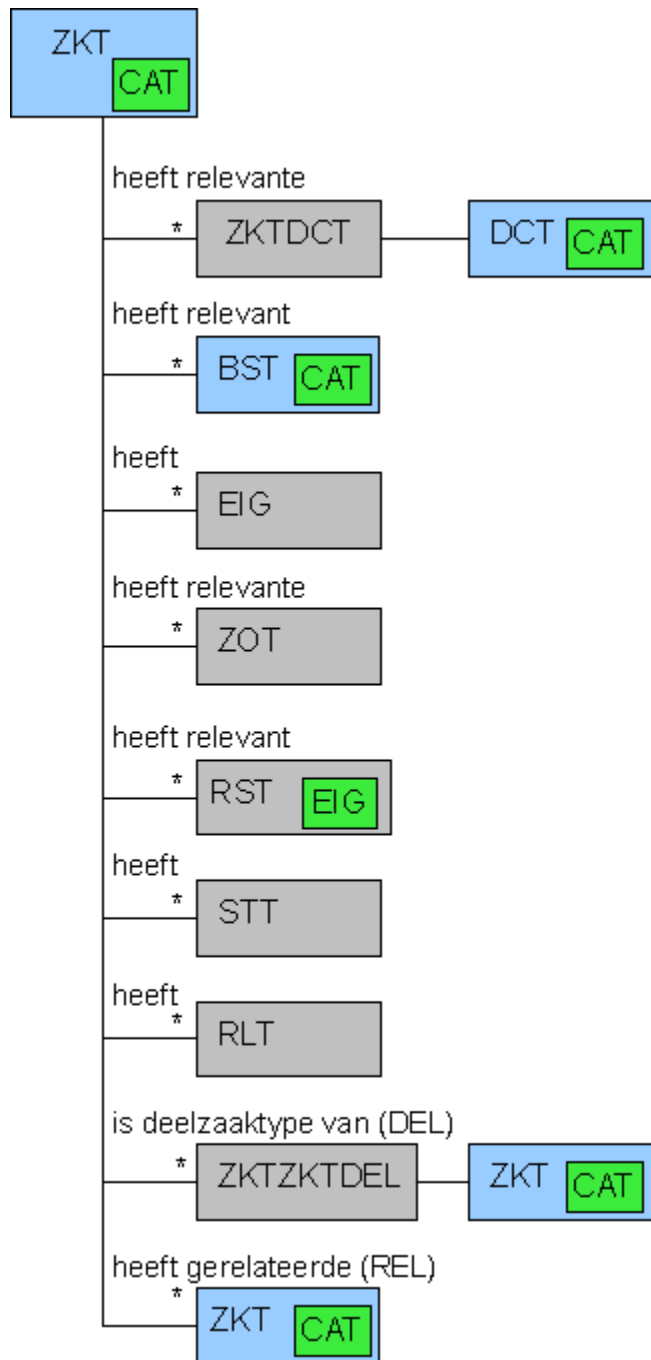 ZKT
CAT
heeft relevante
* ZKTDCT DCT CAT
heeft relevant
* BST CAT
heeft
* EIG
heeft relevante
* ZOT
heeft relevant
* RST EIG
heeft
* STT
heeft
* RLT
is deelzaaktype van (DEL)
* ZKTZKTDEL ZKT CAT
heeft gerelateerde (REL)
* ZKT CAT